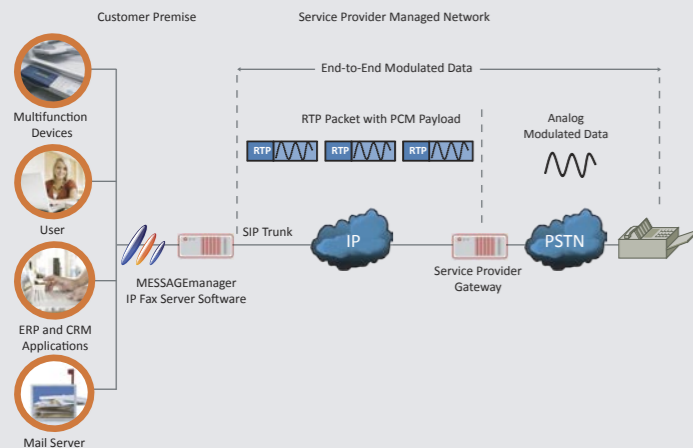 Customer Premise
Service Provider Managed Network
End-to-End Modulated Data
Multifunction
Devices
RTP Packet with PCM Payload
RTP
RTP
RTP
Analog
Modulated Data
User
SIP Trunk
IP
PSTN
MESSAGEmanager
IP Fax Server Software
Service Provider
Gateway
ERP and CRM
Applications
Mail Server